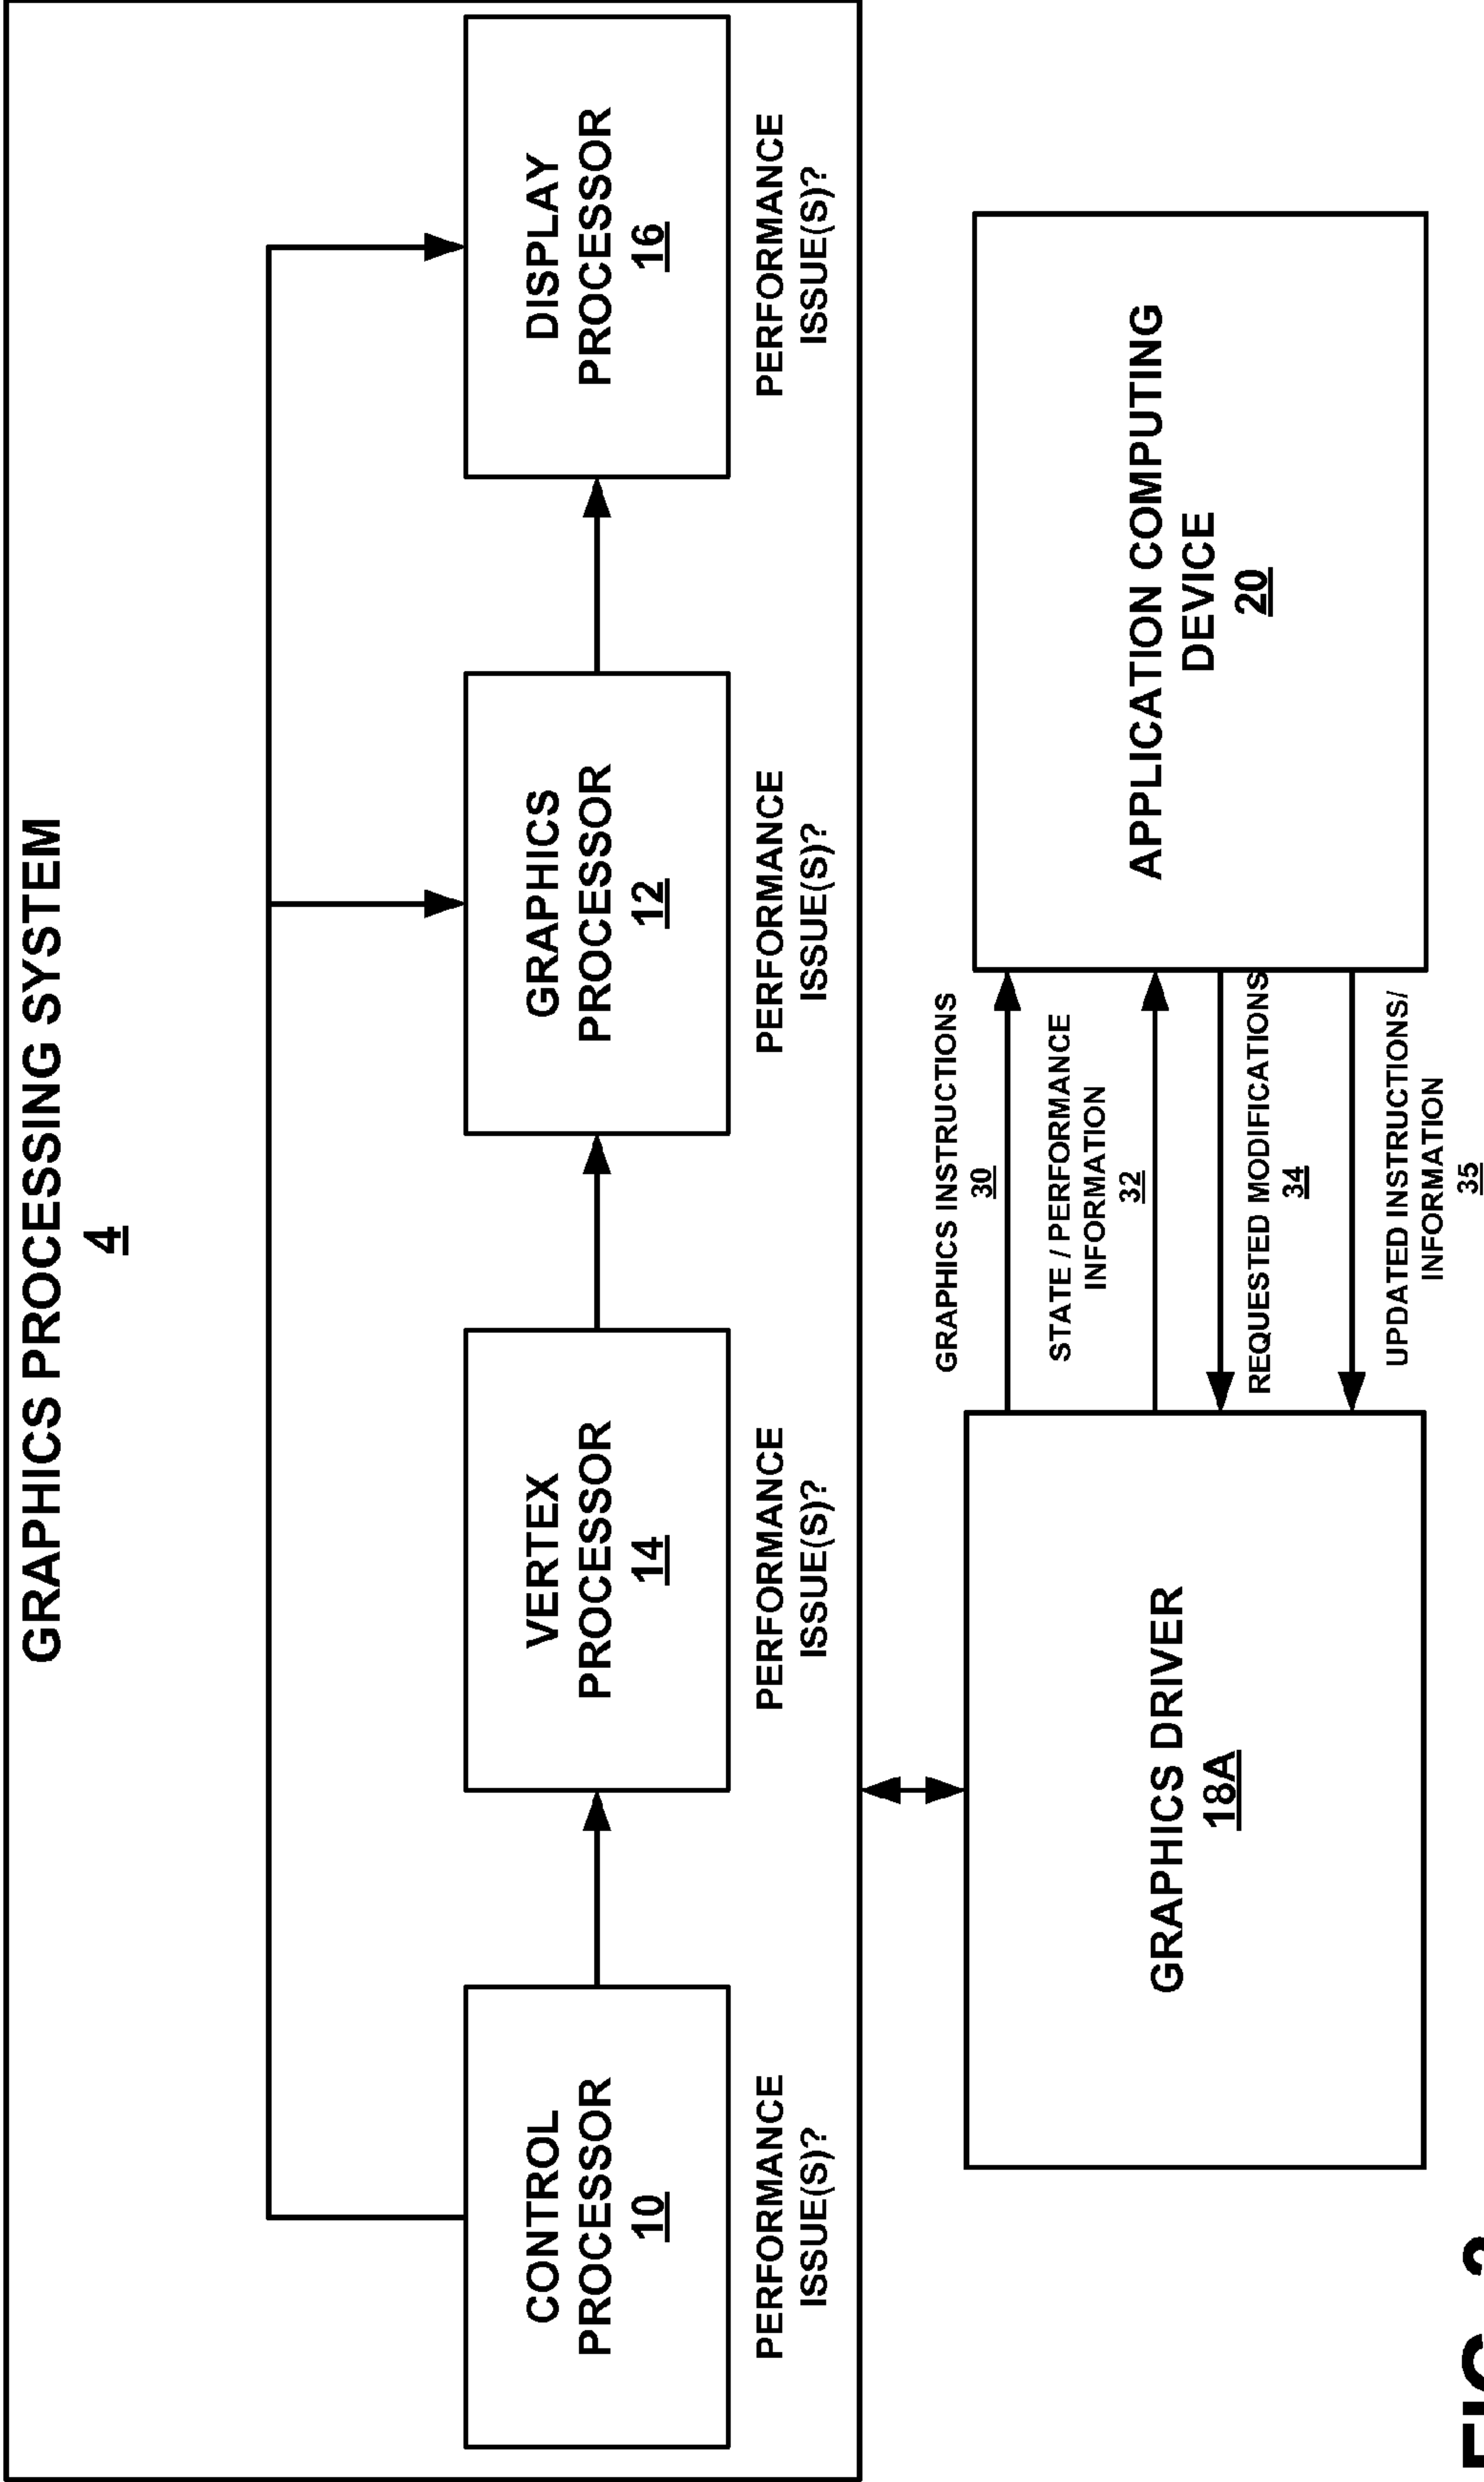 GRAPHICS PROCESSING SYSTEM
4
CONTROL
PROCESSOR
10
VERTEX
PROCESSOR
14
GRAPHICS
PROCESSOR
12
DISPLAY
PROCESSOR
16
PERFORMANCE
ISSUE(S)?
PERFORMANCE
ISSUE(S)?
PERFORMANCE
ISSUE(S)?
PERFORMANCE
ISSUE(S)?
GRAPHICS DRIVER
18A
GRAPHICS INSTRUCTIONS
30
STATE / PERFORMANCE
INFORMATION
32
REQUESTED MODIFICATIONS
34
UPDATED INSTRUCTIONS/
INFORMATION
35
APPLICATION COMPUTING
DEVICE
20
FIG.